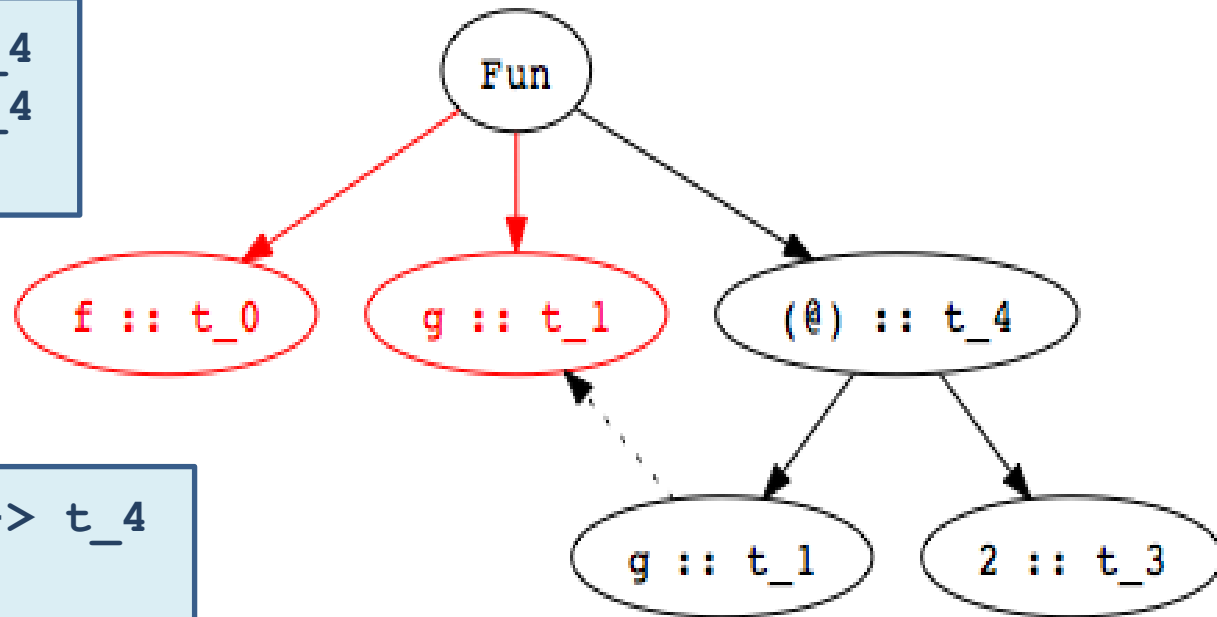 _4
_4
Fun
f :: t_0
g :: t_1
(@) :: t_4
> t_4
g :: t_1
2 :: t_3